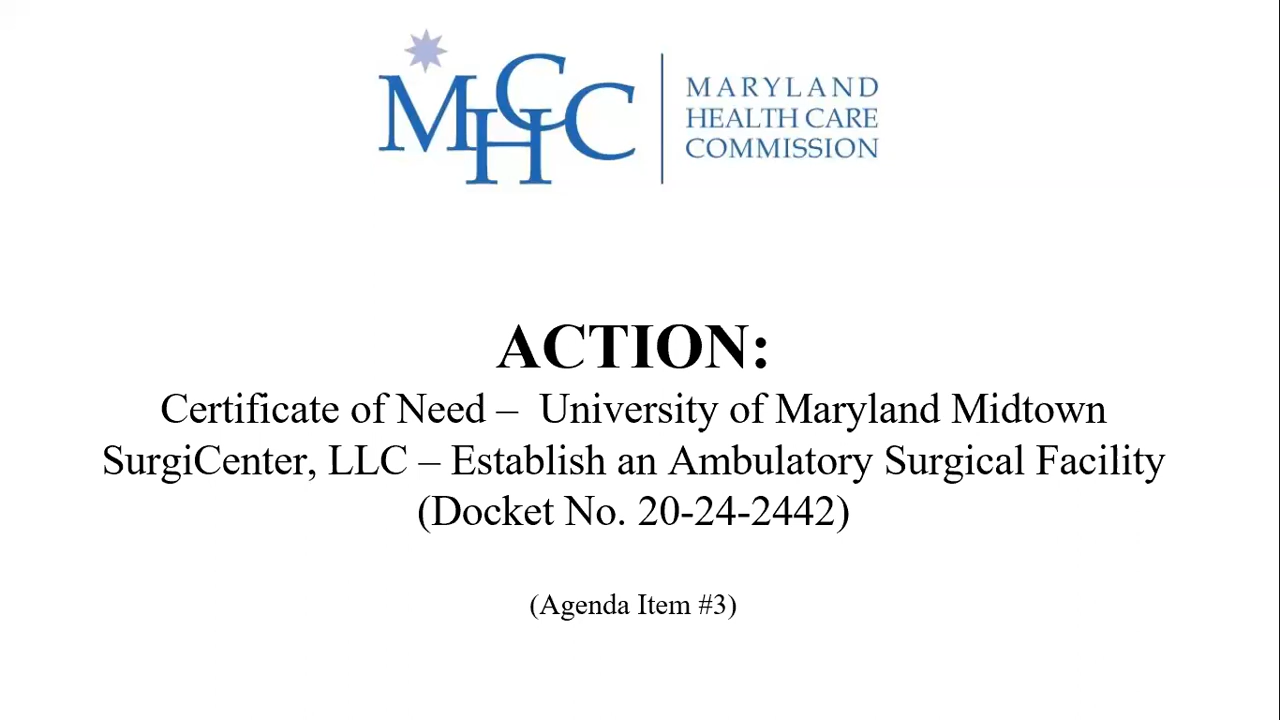 MHCC
MARYLAND
HEALTH CARE
COMMISSION
ACTION:
Certificate of Need –  University of Maryland Midtown
SurgiCenter, LLC – Establish an Ambulatory Surgical Facility
(Docket No. 20-24-2442)
(Agenda Item #3)